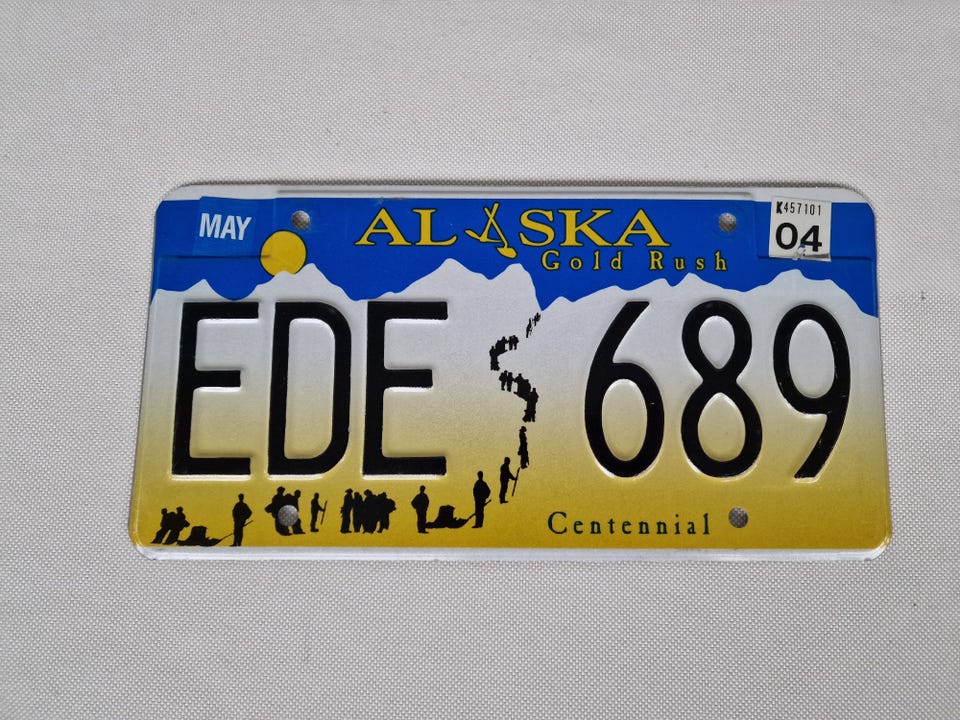 MAY
ALASKA
K457101
04
Gold Rush
EDE 689
Centennial